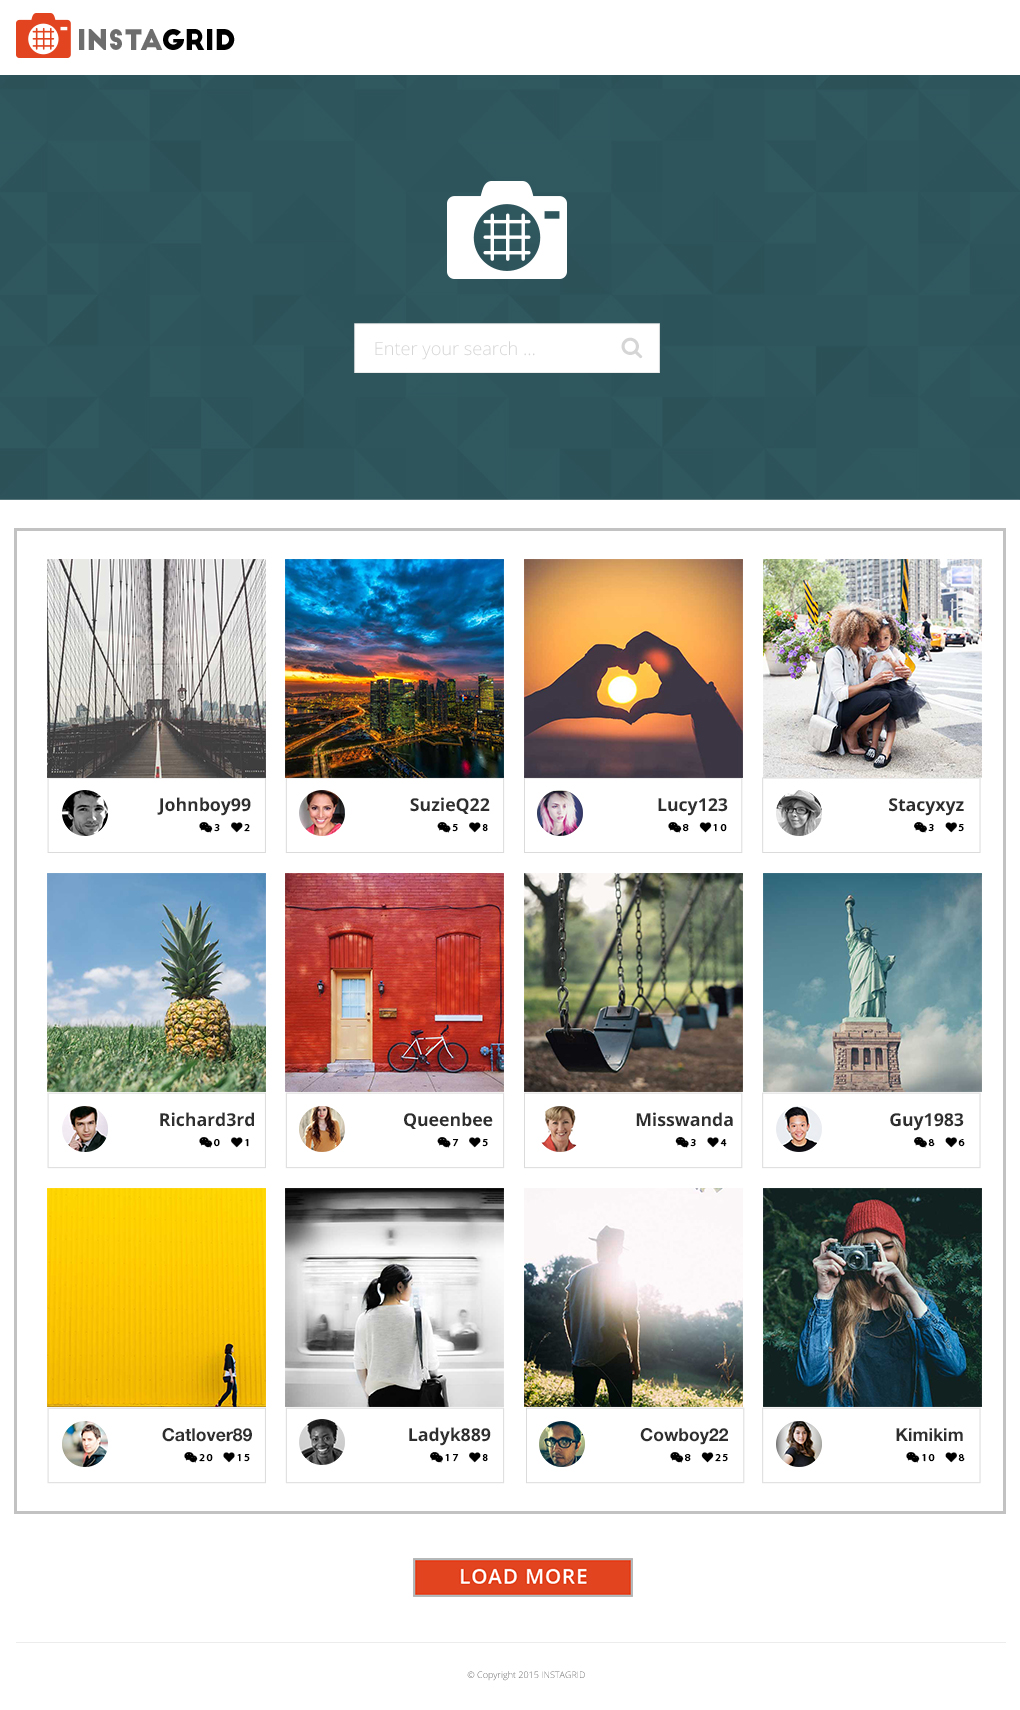 INSTAGRID
Enter your search ...
Johnboy99
3 2
SuzieQ22
5 8
Lucy123
8 10
Stacyxyz
3 5
Richard3rd
0 1
Queenbee
7 5
Misswanda
3 4
Guy1983
8 6
Catlover89
20 15
Ladyk889
17 8
Cowboy22
8 25
Kimikim
10 8
LOAD MORE
© Copyright 2015 INSTAGRID